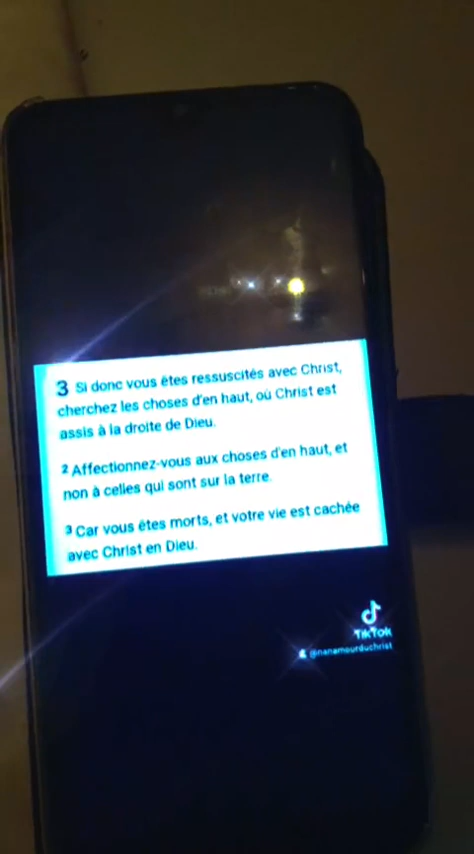 3 Si donc vous êtes ressuscités avec Christ,
cherchez les choses d'en haut, où Christ est
assis à la droite de Dieu.
2 Affectionnez-vous aux choses d'en haut, et
non à celles qui sont sur la terre.
3 Car vous êtes morts, et votre vie est cachée
avec Christ en Dieu.
TikTok
@nanamourduchrist